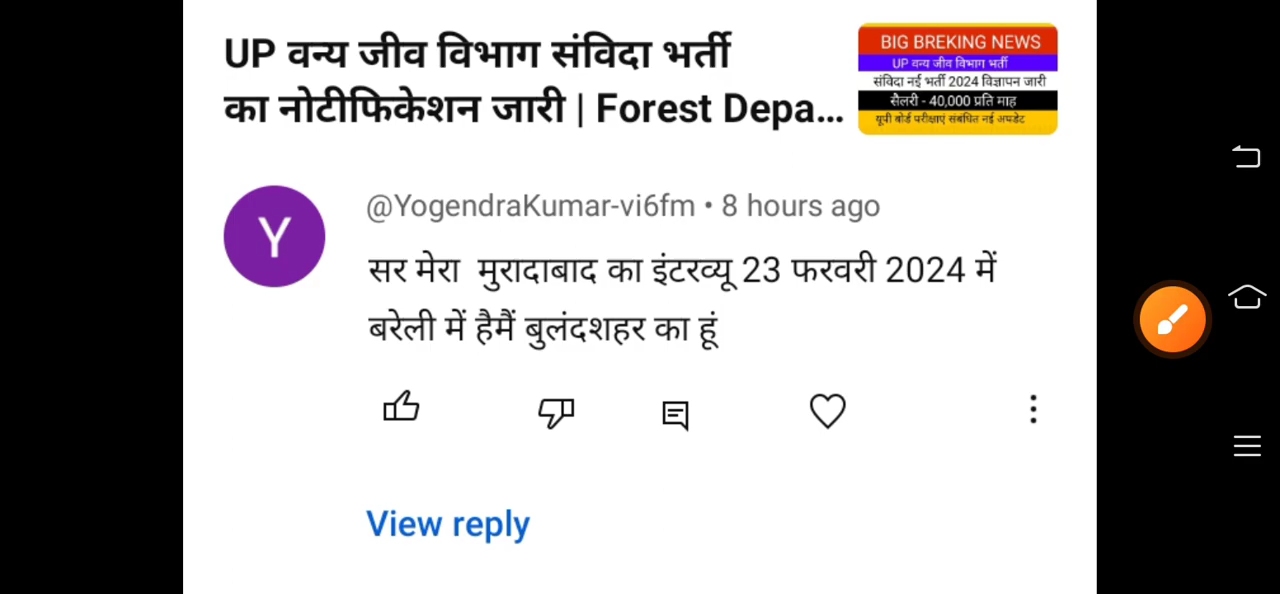 UP वन्य जीव विभाग संविदा भर्ती
का नोटीफिकेशन जारी | Forest Depa...
BIG BREKING NEWS
UP वन्य जीव विभाग भर्ती
संविदा नई भर्ती 2024 विज्ञापन जारी
सैलरी - 40,000 प्रति माह
यूपी बोर्ड परीक्षाएं संबंधित नई अपडेट
Y
@YogendraKumar-vi6fm • 8 hours ago
सर मेरा मुरादाबाद का इंटरव्यू 23 फरवरी 2024 में
बरेली में हैमैं बुलंदशहर का हूं
View reply